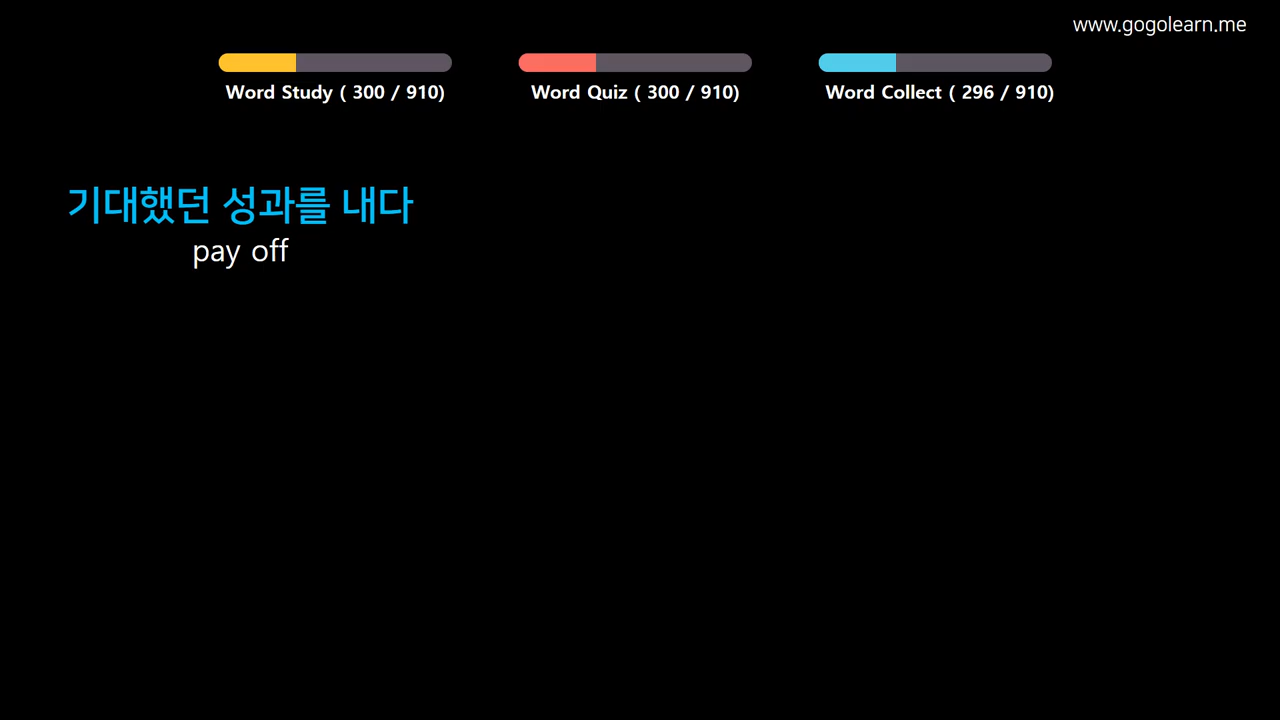 www.gogolearn.me
Word Study ( 300 / 910)
Word Quiz ( 300 / 910)
Word Collect ( 296 / 910)
기대했던 성과를 내다
pay off